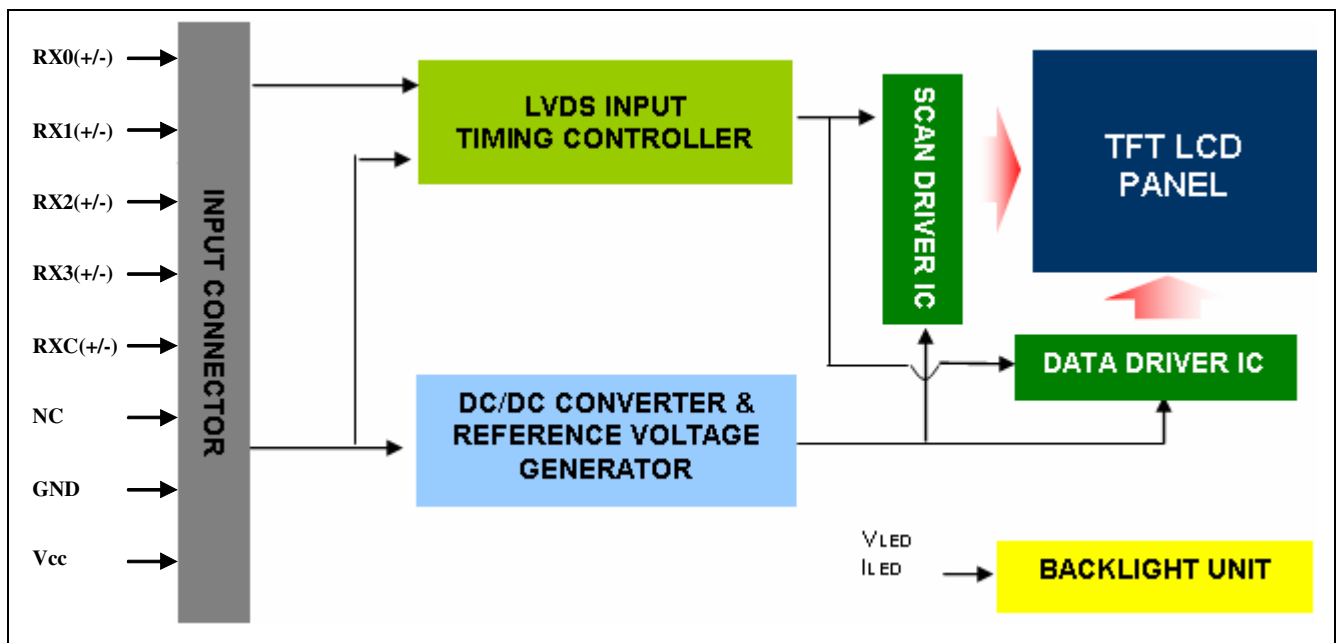 RX0(+/-)
RX1(+/-)
RX2(+/-)
RX3(+/-)
RXC(+/-)
NC
GND
Vcc
INPUT CONNECTOR
LVDS INPUT
TIMING CONTROLLER
DC/DC CONVERTER &
REFERENCE VOLTAGE
GENERATOR
SCAN DRIVER IC
TFT LCD
PANEL
DATA DRIVER IC
VLED
ILED
BACKLIGHT UNIT